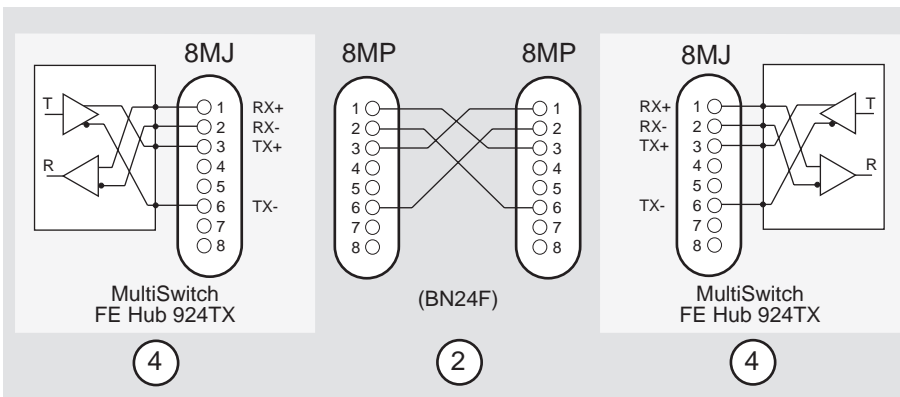 8MJ
T
R
1 RX+
2 RX-
3 TX+
4
5
6 TX-
7
8
MultiSwitch
FE Hub 924TX
4
8MP 8MP
1 1
2 2
3 3
4 4
5 5
6 6
7 7
8 8
(BN24F)
2
8MJ
RX+ 1
RX- 2
TX+ 3
4
5
TX- 6
7
8
T
R
MultiSwitch
FE Hub 924TX
4